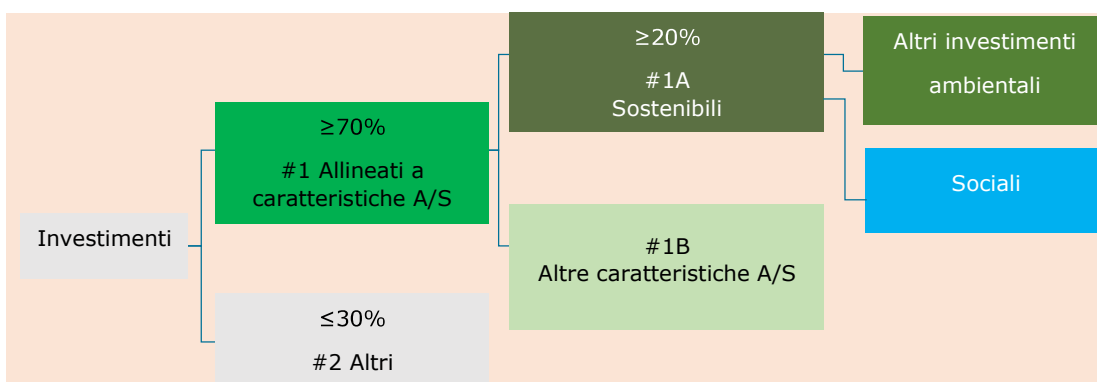 Investimenti
≥70%
#1 Allineati a
caratteristiche A/S
≤30%
#2 Altri
≥20%
#1A
Sostenibili
#1B
Altre caratteristiche A/S
Altri investimenti
ambientali
Sociali